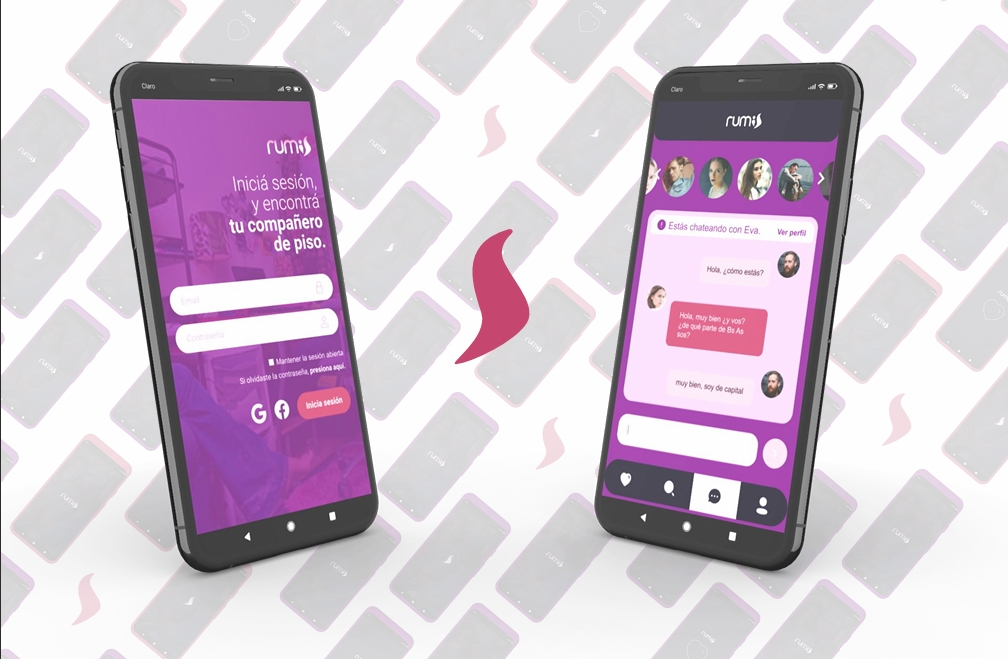 Claro
rumis
Iniciá sesión,
y encontrá
tu compañero
de piso.
Email
Contraseña
Mantener la sesión abierta
Si olvidaste la contraseña, presiona aqui.
Inicia sesión
Claro
rumis
Estás chateando con Eva. Ver perfil
Hola, ¿cómo estás?
Hola, muy bien ¿y vos?
¿de qué parte de Bs As
sos?
muy bien, soy de capital